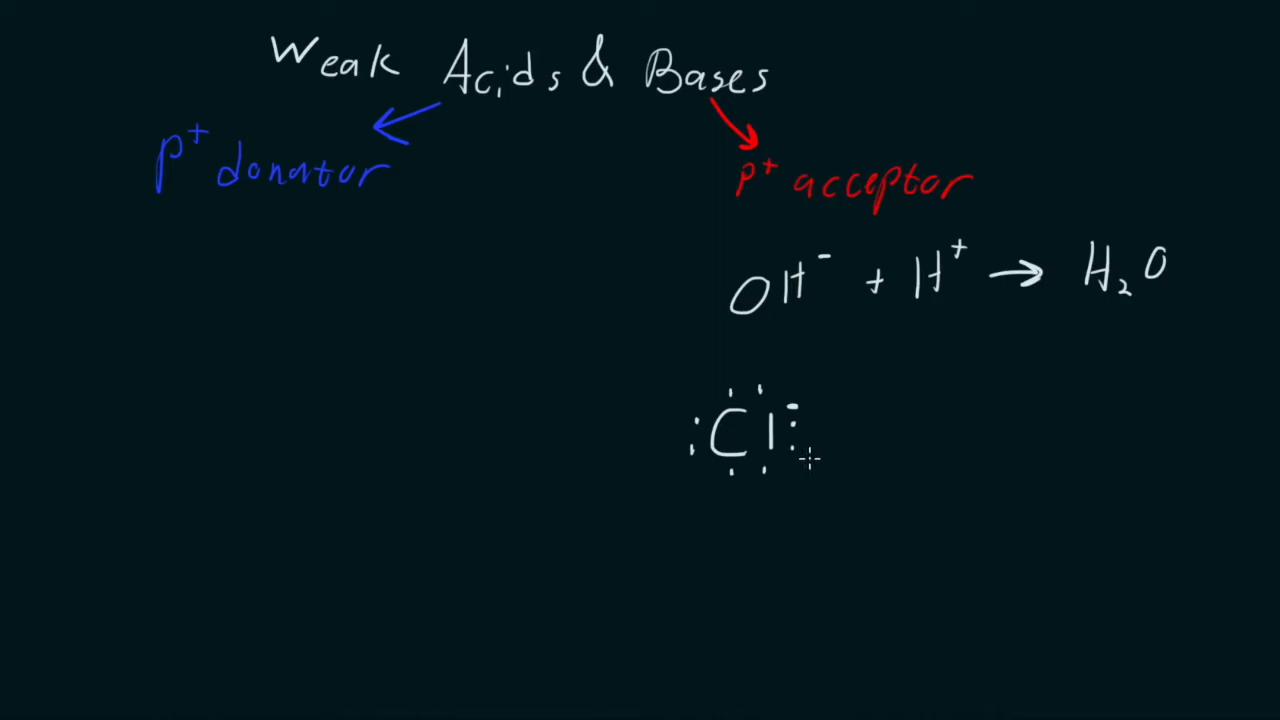 Weak Acids & Bases
P⁺ donator
P⁺ acceptor
OH⁻ + H⁺ → H₂O
:Cl:⁻